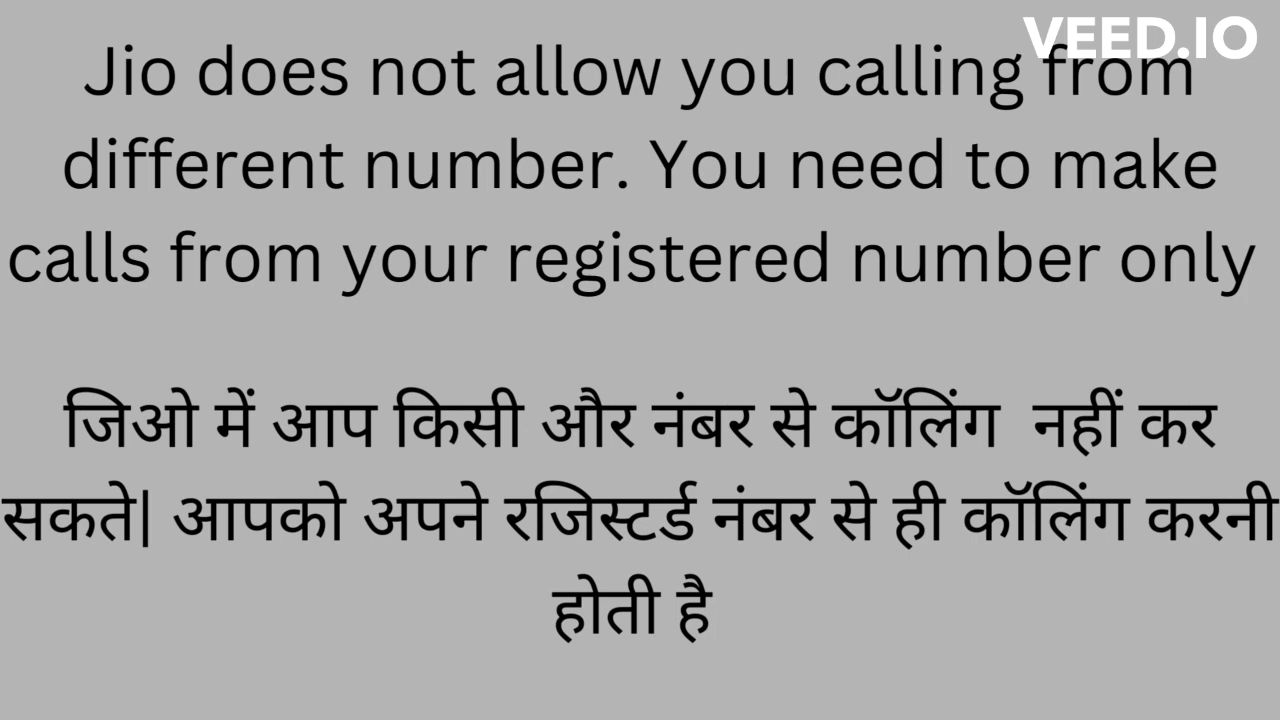 VEED.IO
Jio does not allow you calling from
different number. You need to make
calls from your registered number only
जिओ में आप किसी और नंबर से कॉलिंग नहीं कर
सकते| आपको अपने रजिस्टर्ड नंबर से ही कॉलिंग करनी
होती है